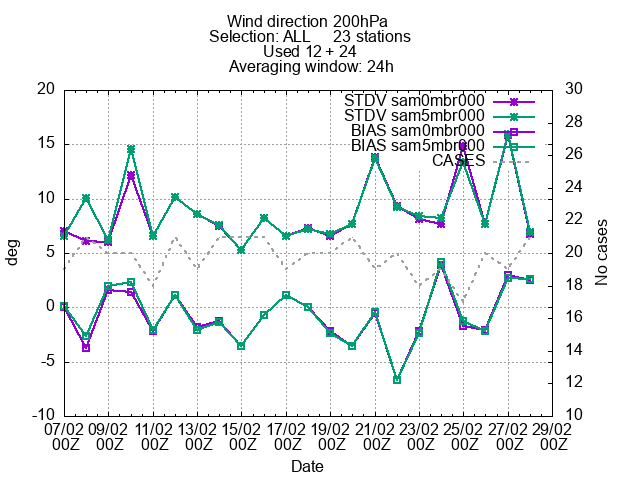 Wind direction 200hPa
Selection: ALL 23 stations
Used 12 + 24
Averaging window: 24h
20 30
STDV sam0mbr000
28
STDV sam5mbr000
15
BIAS sam0mbr000
26
BIAS sam5mbr000
CASES
24
10
22
deg
5 20
No cases
18
0
16
-5 14
12
-10 10
07/02 09/02 11/02 13/02 15/02 17/02 19/02 21/02 23/02 25/02 27/02 29/02
00Z 00Z 00Z 00Z 00Z 00Z 00Z 00Z 00Z 00Z 00Z 00Z
Date